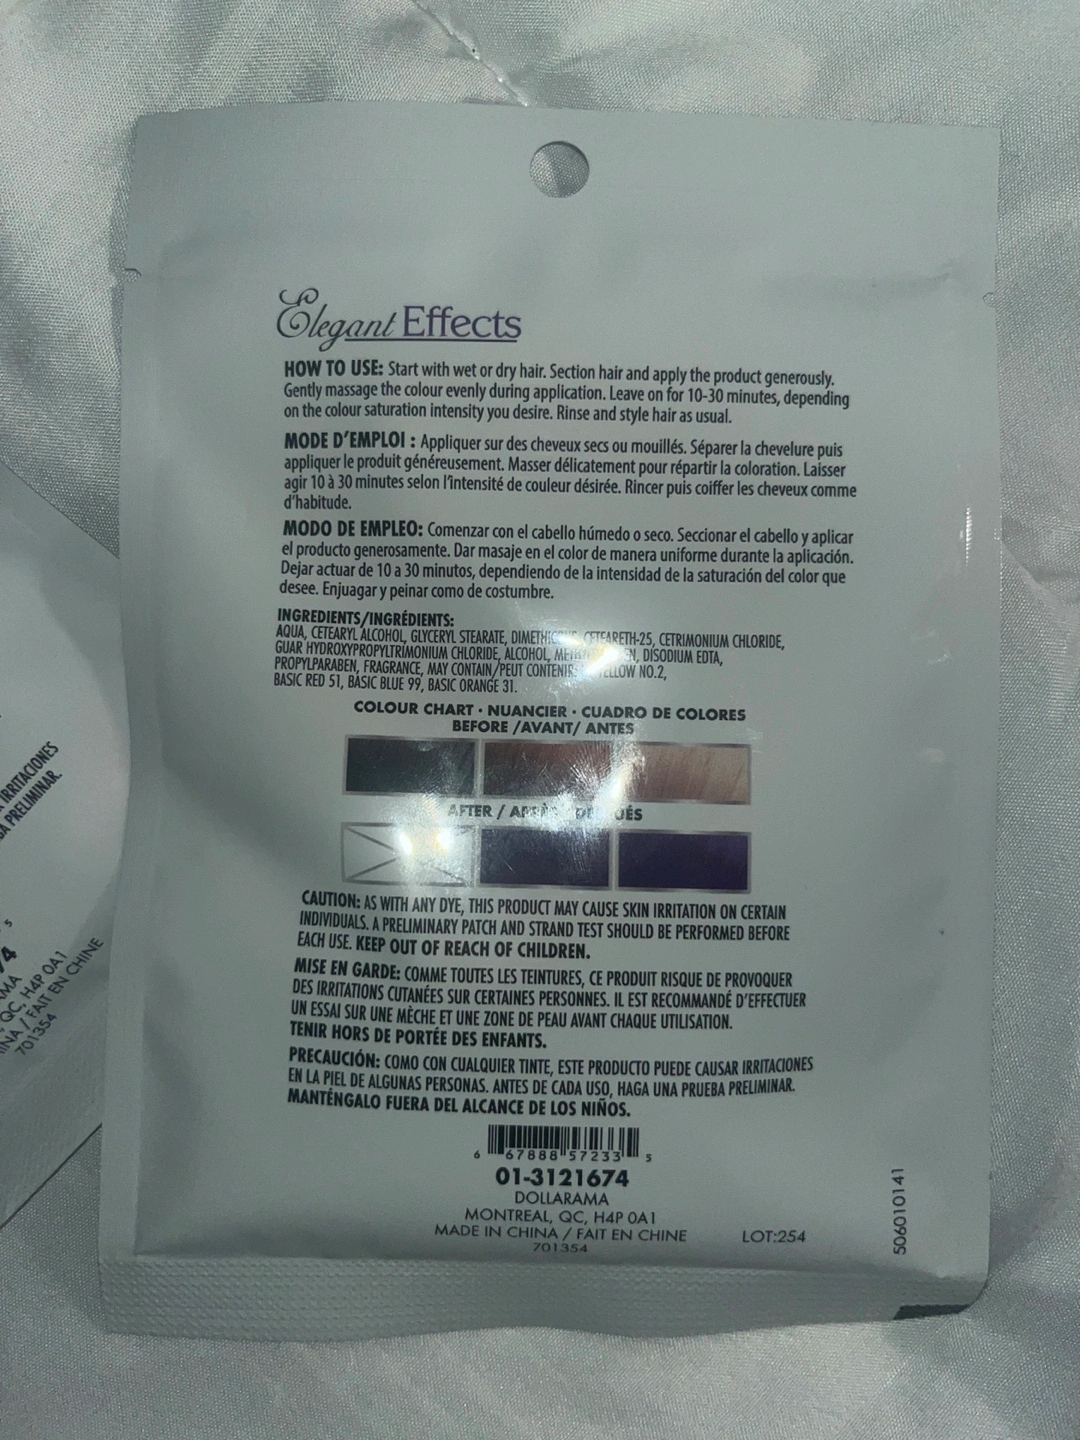 Elegant Effects
HOW TO USE: Start with wet or dry hair. Section hair and apply the product generously.
Gently massage the colour evenly during application. Leave on for 10-30 minutes, depending
on the colour saturation intensity you desire. Rinse and style hair as usual.
MODE D'EMPLOI : Appliquer sur des cheveux secs ou mouillés. Séparer la chevelure puis
appliquer le produit généreusement. Masser délicatement pour répartir la coloration. Laisser
agir 10 à 30 minutes selon l'intensité de couleur désirée. Rincer puis coiffer les cheveux comme
d'habitude.
MODO DE EMPLEO: Comenzar con el cabello húmedo o seco. Seccionar el cabello y aplicar
el producto generosamente. Dar masaje en el color de manera uniforme durante la aplicación.
Dejar actuar de 10 a 30 minutos, dependiendo de la intensidad de la saturación del color que
desee. Enjuagar y peinar como de costumbre.
INGREDIENTS/INGRÉDIENTS:
AQUA, CETEARYL ALCOHOL, GLYCERYL STEARATE, CETEARETH-25, CETRIMONIUM CHLORIDE,
GUAR HYDROXYPROPYLTRIMONIUM CHLORIDE, ALCOHOL, DISODIUM EDTA,
PROPYLPARABEN, FRAGRANCE, MAY CONTAIN/PEUT CONTENIR: YELLOW NO.2,
BASIC RED 51, BASIC BLUE 99, BASIC ORANGE 31.
COLOUR CHART • NUANCIER • CUADRO DE COLORES
BEFORE /AVANT/ ANTES
AFTER / APRÈS DESPUÉS
CAUTION: AS WITH ANY DYE, THIS PRODUCT MAY CAUSE SKIN IRRITATION ON CERTAIN
INDIVIDUALS. A PRELIMINARY PATCH AND STRAND TEST SHOULD BE PERFORMED BEFORE
EACH USE. KEEP OUT OF REACH OF CHILDREN.
MISE EN GARDE: COMME TOUTES LES TEINTURES, CE PRODUIT RISQUE DE PROVOQUER
DES IRRITATIONS CUTANÉES SUR CERTAINES PERSONNES. IL EST RECOMMANDÉ D'EFFECTUER
UN ESSAI SUR UNE MÈCHE ET UNE ZONE DE PEAU AVANT CHAQUE UTILISATION.
TENIR HORS DE PORTÉE DES ENFANTS.
PRECAUCIÓN: COMO CON CUALQUIER TINTE, ESTE PRODUCTO PUEDE CAUSAR IRRITACIONES
EN LA PIEL DE ALGUNAS PERSONAS. ANTES DE CADA USO, HAGA UNA PRUEBA PRELIMINAR.
MANTÉNGALO FUERA DEL ALCANCE DE LOS NIÑOS.
6 67888 57233 5
01-3121674
DOLLARAMA
MONTREAL, QC, H4P 0A1
MADE IN CHINA / FAIT EN CHINE
701354
LOT:254
506010141
IRRITACIONES
PRELIMINAR.
5
QC, H4P 0A1
/ FAIT EN CHINE
701354